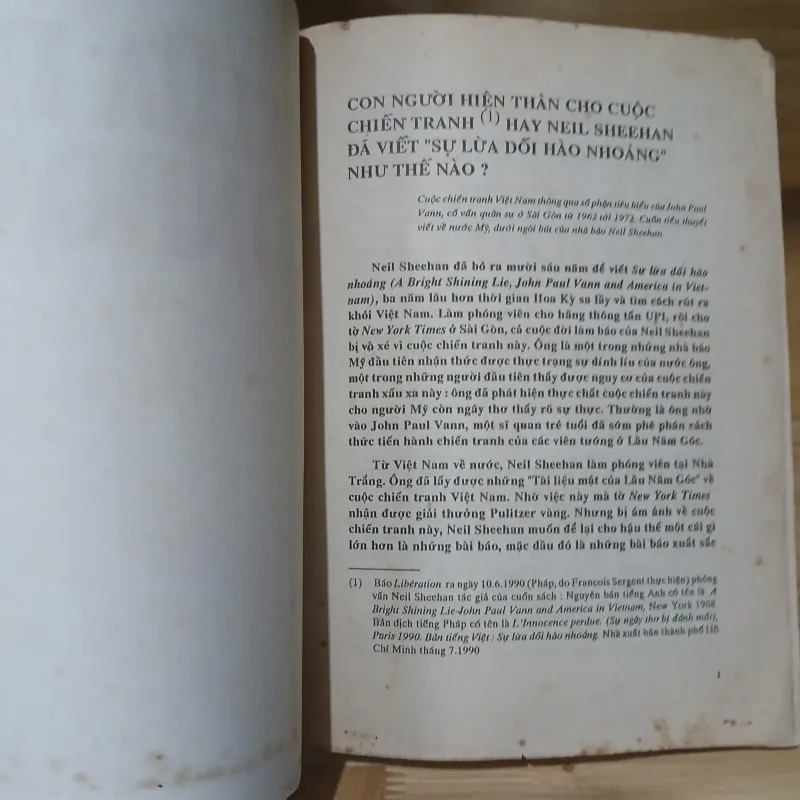 CON NGƯỜI HIỆN THÂN CHO CUỘC
CHIẾN TRANH (1) HAY NEIL SHEEHAN
ĐÃ VIẾT "SỰ LỪA DỐI HÀO NHOÁNG"
NHƯ THẾ NÀO ?
Cuộc chiến tranh Việt Nam thông qua số phận tiêu biểu của John Paul
Vann, cố vấn quân sự ở Sài Gòn từ 1962 tới 1972. Cuốn tiểu thuyết
viết về nước Mỹ, dưới ngòi bút của nhà báo Neil Sheehan.
Neil Sheehan đã bỏ ra mười sáu năm để viết Sự lừa dối hào
nhoáng (A Bright Shining Lie, John Paul Vann and America in Viet-
nam), ba năm lâu hơn thời gian Hoa Kỳ sa lầy và tìm cách rút ra
khỏi Việt Nam. Làm phóng viên cho hãng thông tấn UPI, rồi cho
tờ New York Times ở Sài Gòn, cả cuộc đời làm báo của Neil Sheehan
bị vò xé vì cuộc chiến tranh này. Ông là một trong những nhà báo
Mỹ đầu tiên nhận thức được thực trạng sự dính líu của nước ông,
một trong những người đầu tiên thấy được nguy cơ của cuộc chiến
tranh xấu xa này : ông đã phát hiện thực chất cuộc chiến tranh này
cho người Mỹ còn ngây thơ thấy rõ sự thực. Thường là ông nhờ
vào John Paul Vann, một sĩ quan trẻ tuổi đã sớm phê phán cách
thức tiến hành chiến tranh của các viên tướng ở Lầu Năm Góc.
Từ Việt Nam về nước, Neil Sheehan làm phóng viên tại Nhà
Trắng. Ông đã lấy được những "Tài liệu mật của Lầu Năm Góc" về
cuộc chiến tranh Việt Nam. Nhờ việc này mà tờ New York Times
nhận được giải thưởng Pulitzer vàng. Nhưng bị ám ảnh về cuộc
chiến tranh này, Neil Sheehan muốn để lại cho hậu thế một cái gì
lớn hơn là những bài báo, mặc dầu đó là những bài báo xuất sắc
(1) Báo Libération ra ngày 10.6.1990 (Pháp, do Francois Sergent thực hiện) phỏng
vấn Neil Sheehan tác giả của cuốn sách : Nguyên bản tiếng Anh có tên là A
Bright Shining Lie-John Paul Vann and America in Vietnam, New York 1988.
Bản dịch tiếng Pháp có tên là L'Innocence perdue. (Sự ngây thơ bị đánh mất),
Paris 1990. Bản tiếng Việt : Sự lừa dối hào nhoáng. Nhà xuất bản thành phố Hồ
Chí Minh tháng 7.1990
1